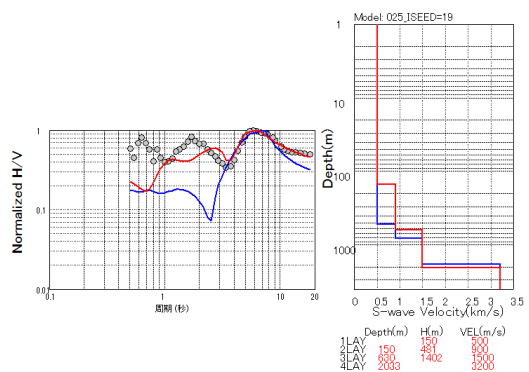 Model: 025_ISEED=19
Normalized H/V
1
0.1
0.01
0.1
1
10
20
周期(秒)
Depth(m)
1
10
100
1000
0
0.5
1
1.5
2
2.5
3
3.5
S-wave Velocity(km/s)
Depth(m) H(m) VEL(m/s)
1LAY 150 500
2LAY 150 481 900
3LAY 630 1402 1500
4LAY 2033 3200